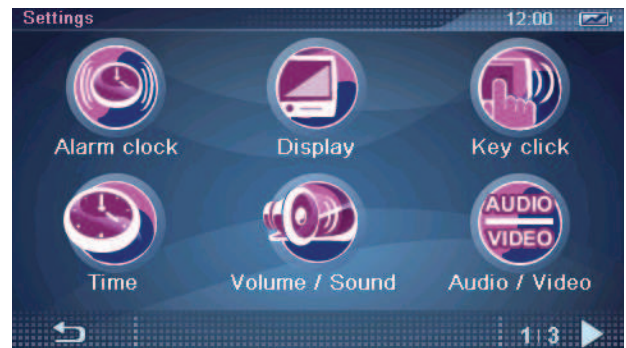 Settings 12:00
Alarm clock Display Key click
AUDIO
VIDEO
Time Volume / Sound Audio / Video
1|3